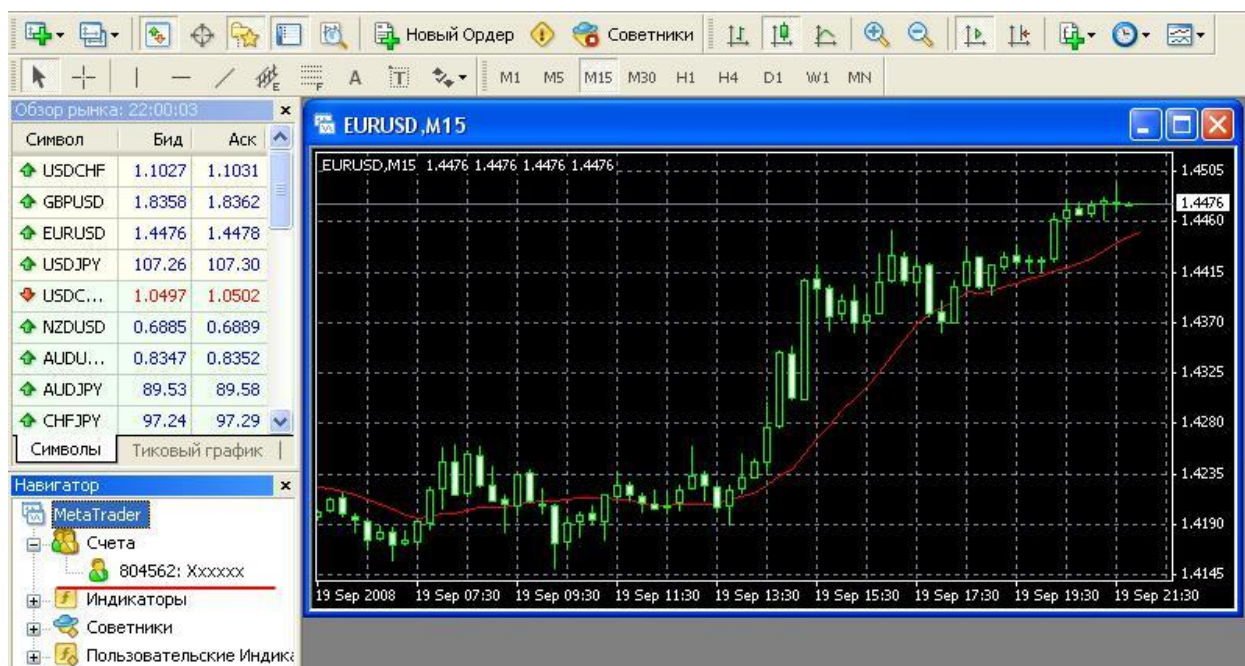 Новый Ордер Советники
E F A T M1 M5 M15 M30 H1 H4 D1 W1 MN
Обзор рынка: 22:00:03
Символ Бид Аск
USDCHF 1.1027 1.1031
GBPUSD 1.8358 1.8362
EURUSD 1.4476 1.4478
USDJPY 107.26 107.30
USDC... 1.0497 1.0502
NZDUSD 0.6885 0.6889
AUDU... 0.8347 0.8352
AUDJPY 89.53 89.58
CHFJPY 97.24 97.29
Символы Тиковый график
Навигатор
MetaTrader
Счета
804562: Xxxxxx
Индикаторы
Советники
Пользовательские Индик
EURUSD,M15
EURUSD,M15 1.4476 1.4476 1.4476 1.4476
1.4505
1.4476
1.4460
1.4415
1.4370
1.4325
1.4280
1.4235
1.4190
1.4145
19 Sep 2008 19 Sep 07:30 19 Sep 09:30 19 Sep 11:30 19 Sep 13:30 19 Sep 15:30 19 Sep 17:30 19 Sep 19:30 19 Sep 21:30